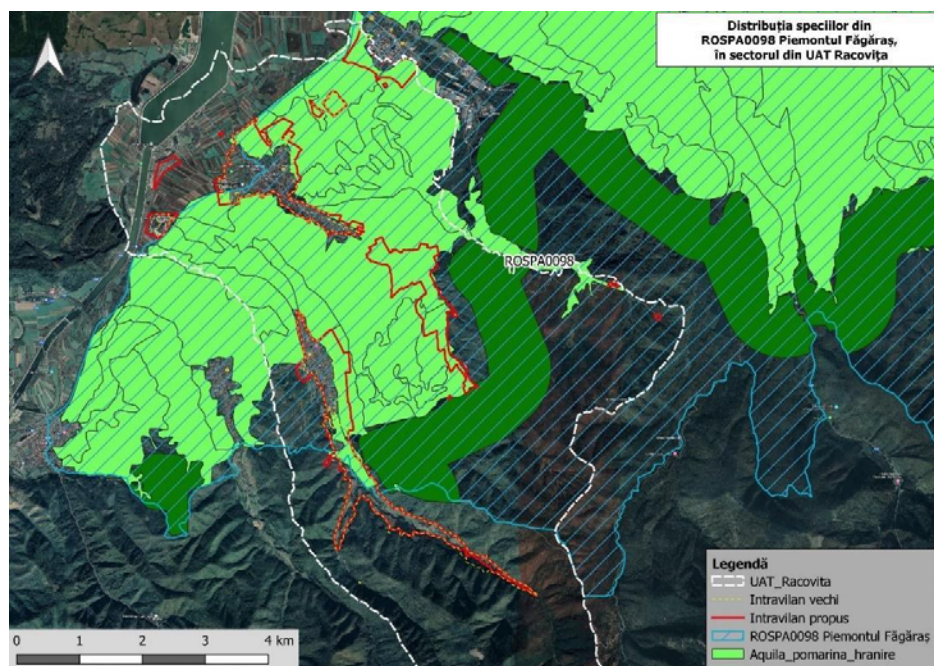 Distribuția speciilor din
ROSPA0098 Piemontul Făgăraș,
în sectorul din UAT Racovița
ROSPA0098
Legendă
UAT_Racovita
Intravilan vechi
Intravilan propus
ROSPA0098 Piemontul Făgăraș
Aquila_pomarina_hranire
0 1 2 3 4 km